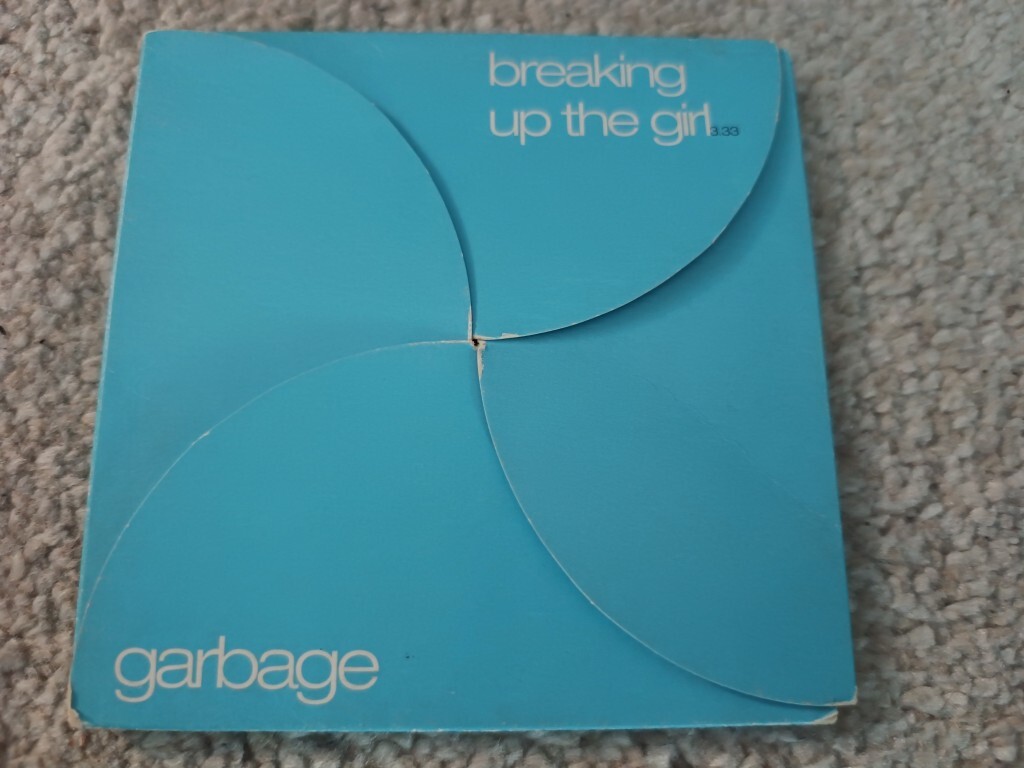 breaking
up the girl 3.33
garbage